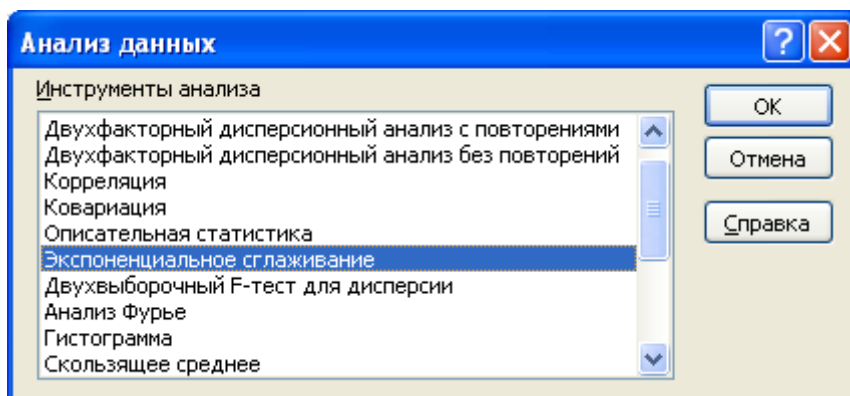 Анализ данных
Инструменты анализа
Двухфакторный дисперсионный анализ с повторениями
Двухфакторный дисперсионный анализ без повторений
Корреляция
Ковариация
Описательная статистика
Экспоненциальное сглаживание
Двухвыборочный F-тест для дисперсии
Анализ Фурье
Гистограмма
Скользящее среднее
ОК
Отмена
Справка